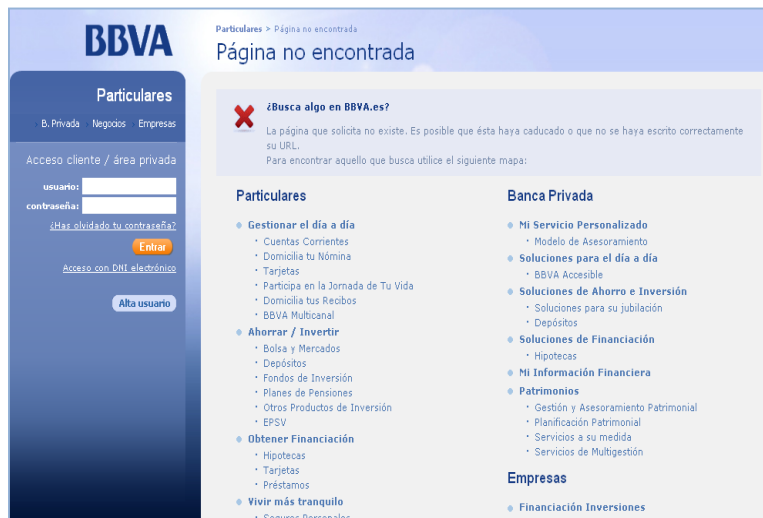 BBVA
Particulares > Página no encontrada
Página no encontrada
Particulares
B. Privada
Negocios
Empresas
Acceso cliente / área privada
usuario:
contraseña:
¿Has olvidado tu contraseña?
Entrar
Acceso con DNI electrónico
Alta usuario
¿Busca algo en BBVA.es?
La página que solicita no existe. Es posible que ésta haya caducado o que no se haya escrito correctamente
su URL.
Para encontrar aquello que busca utilice el siguiente mapa:
Particulares
Gestionar el día a día
Cuentas Corrientes
Domicilia tu Nómina
Tarjetas
Participa en la Jornada de Tu Vida
Domicilia tus Recibos
BBVA Multicanal
Ahorrar / Invertir
Bolsa y Mercados
Depósitos
Fondos de Inversión
Planes de Pensiones
Otros Productos de Inversión
EPSV
Obtener Financiación
Hipotecas
Tarjetas
Préstamos
Vivir más tranquilo
Seguros Personales
Banca Privada
Mi Servicio Personalizado
Modelo de Asesoramiento
Soluciones para el día a día
BBVA Accesible
Soluciones de Ahorro e Inversión
Soluciones para su jubilación
Depósitos
Soluciones de Financiación
Hipotecas
Mi Información Financiera
Patrimonios
Gestión y Asesoramiento Patrimonial
Planificación Patrimonial
Servicios a su medida
Servicios de Multigestión
Empresas
Financiación Inversiones